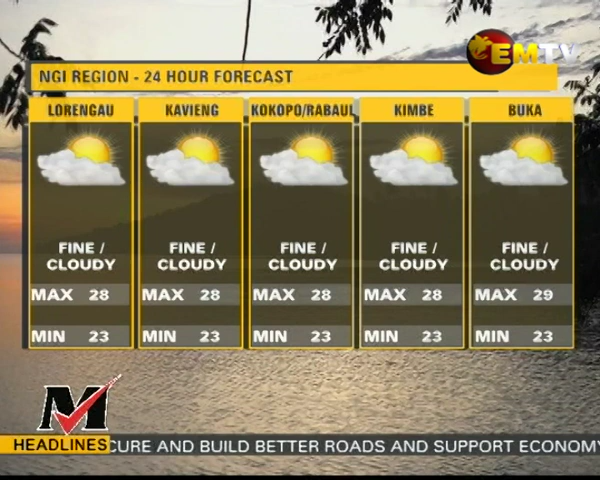 EMTV
NGI REGION - 24 HOUR FORECAST
LORENGAU KAVIENG KOKOPO/RABAUL KIMBE BUKA
FINE / CLOUDY FINE / CLOUDY FINE / CLOUDY FINE / CLOUDY FINE / CLOUDY
MAX 28 MAX 28 MAX 28 MAX 28 MAX 29
MIN 23 MIN 23 MIN 23 MIN 23 MIN 23
M
HEADLINES CURE AND BUILD BETTER ROADS AND SUPPORT ECONOMY